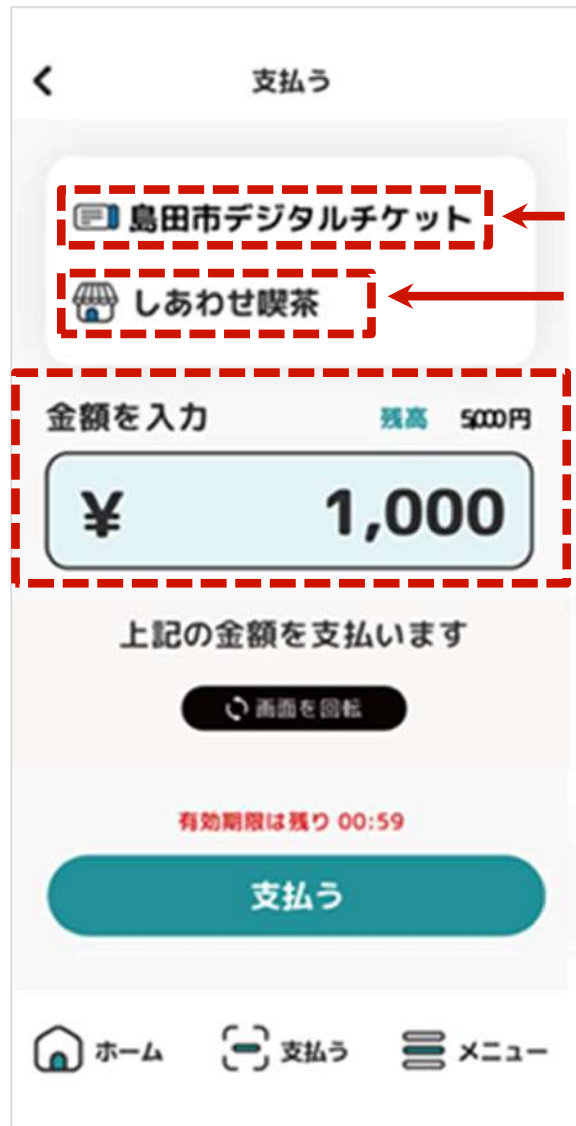 支払う
島田市デジタルチケット
しあわせ喫茶
金額を入力 残高 5,000円
¥ 1,000
上記の金額を支払います
画面を回転
有効期限は残り 00:59
支払う
ホーム 支払う メニュー